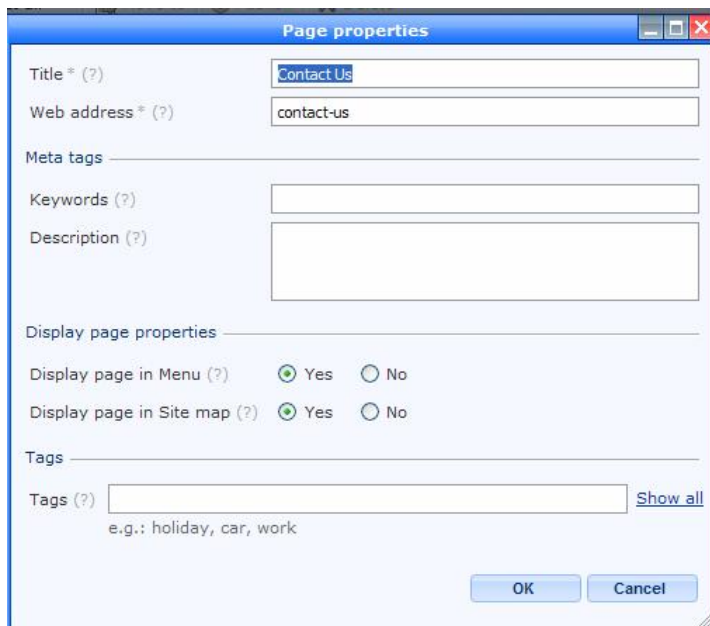 Page properties
Title * (?)
Contact Us
Web address * (?)
contact-us
Meta tags
Keywords (?)
Description (?)
Display page properties
Display page in Menu (?) Yes No
Display page in Site map (?) Yes No
Tags
Tags (?) Show all
e.g.: holiday, car, work
OK Cancel